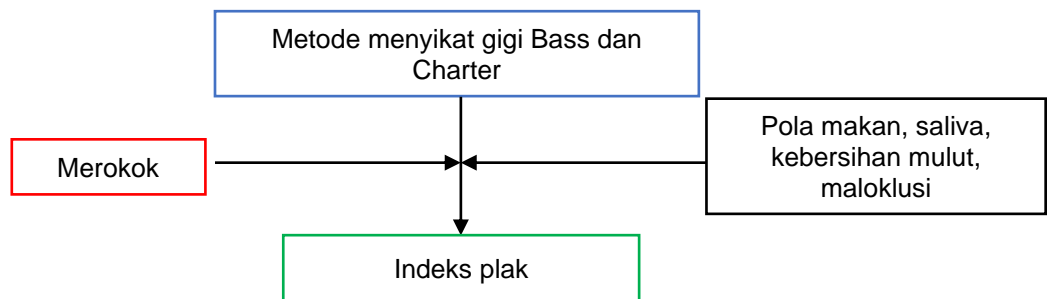 Metode menyikat gigi Bass dan
Charter
Merokok
Pola makan, saliva,
kebersihan mulut,
maloklusi
Indeks plak